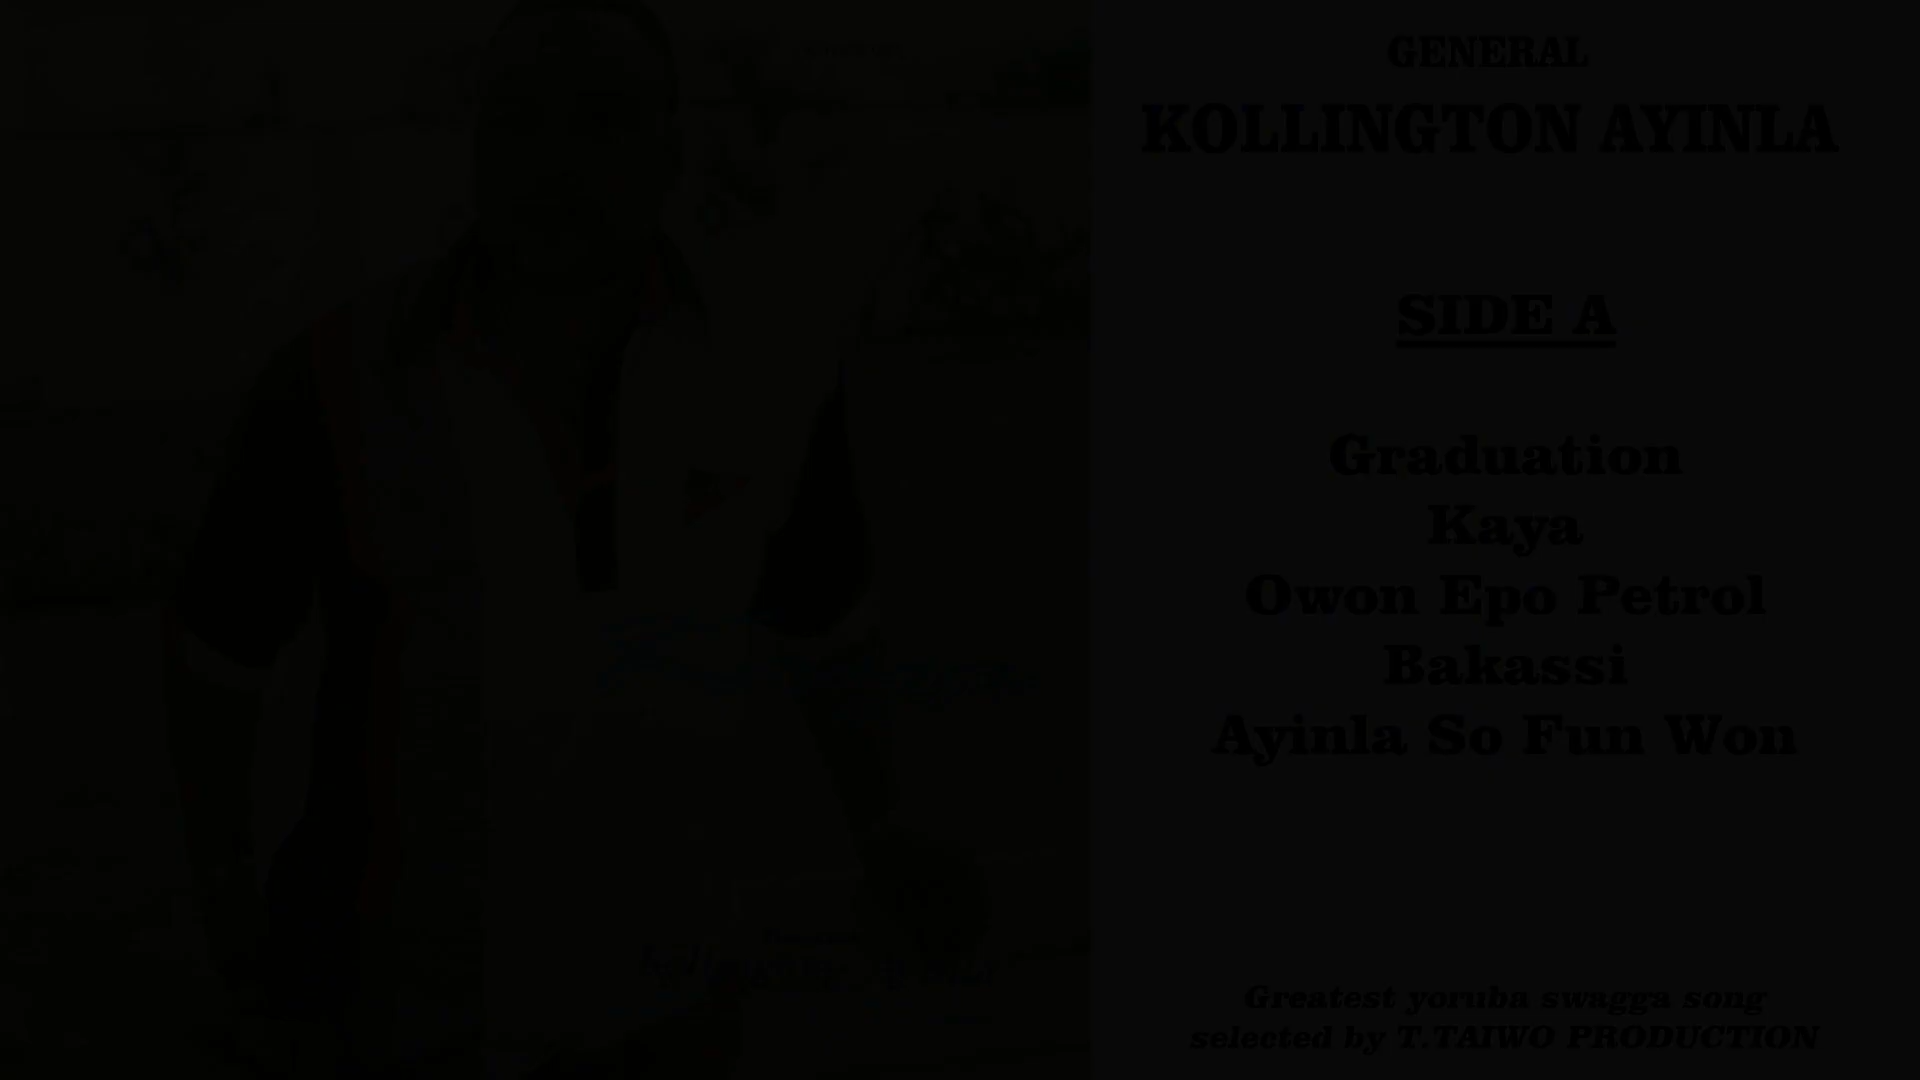 GENERAL
KOLLINGTON AYINLA
SIDE A
Graduation
Kaya
Owon Epo Petrol
Bakassi
Ayinla So Fun Won
Greatest yoruba swagga song
selected by T.TAIWO PRODUCTION